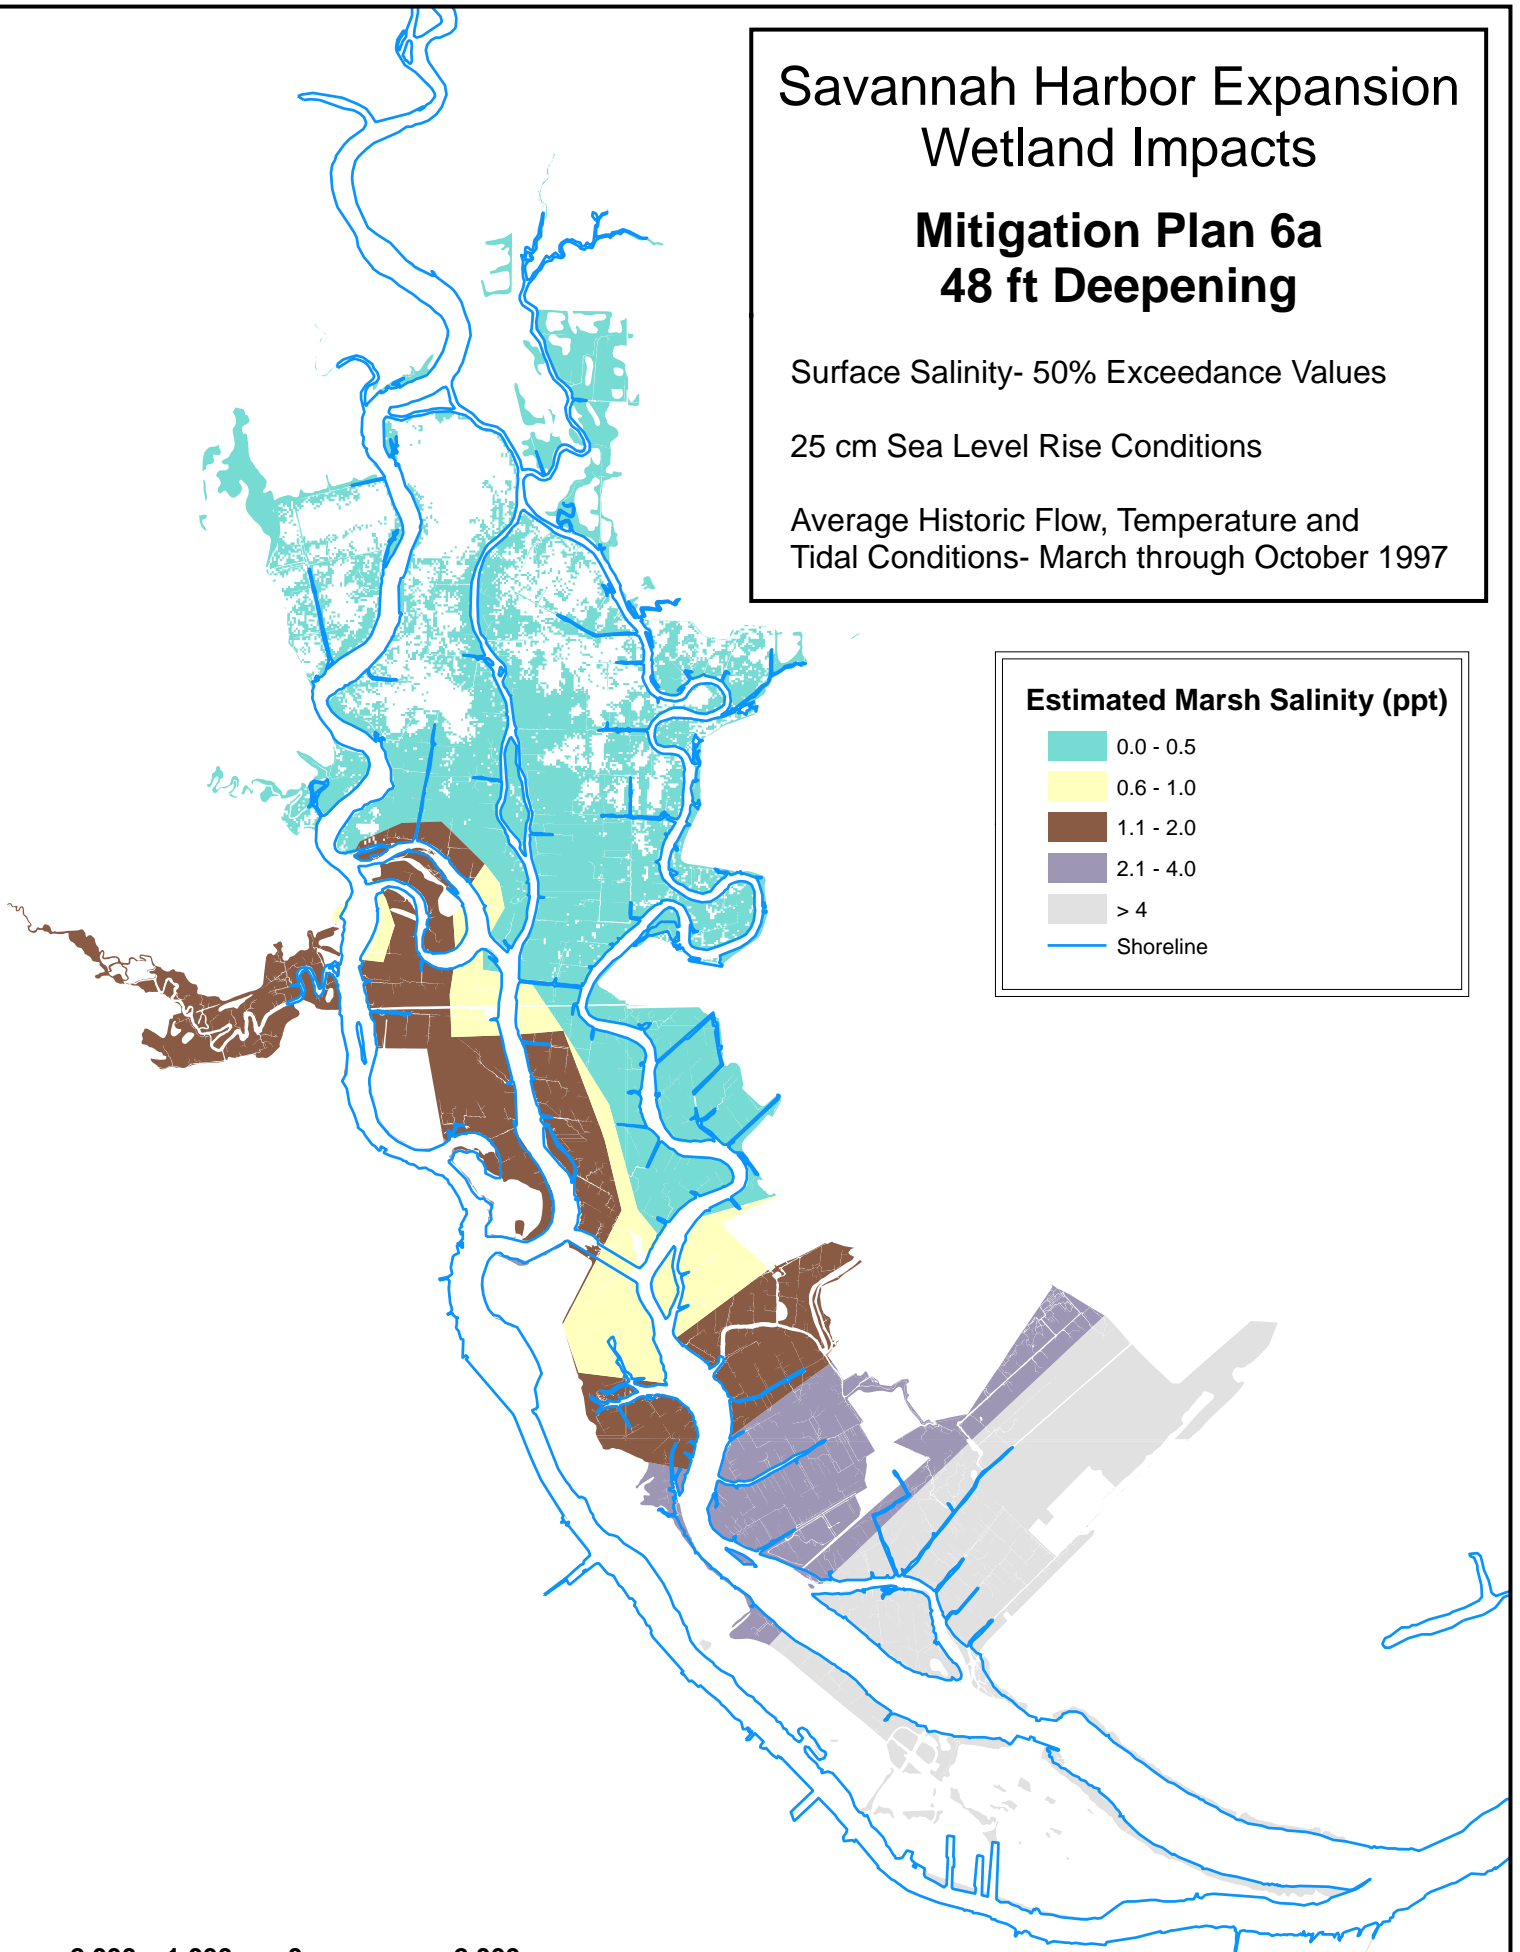 Savannah Harbor Expansion
Wetland Impacts
Mitigation Plan 6a
48 ft Deepening
Surface Salinity- 50% Exceedance Values
25 cm Sea Level Rise Conditions
Average Historic Flow, Temperature and
Tidal Conditions- March through October 1997
Estimated Marsh Salinity (ppt)
0.0 - 0.5
0.6 - 1.0
1.1 - 2.0
2.1 - 4.0
> 4
Shoreline